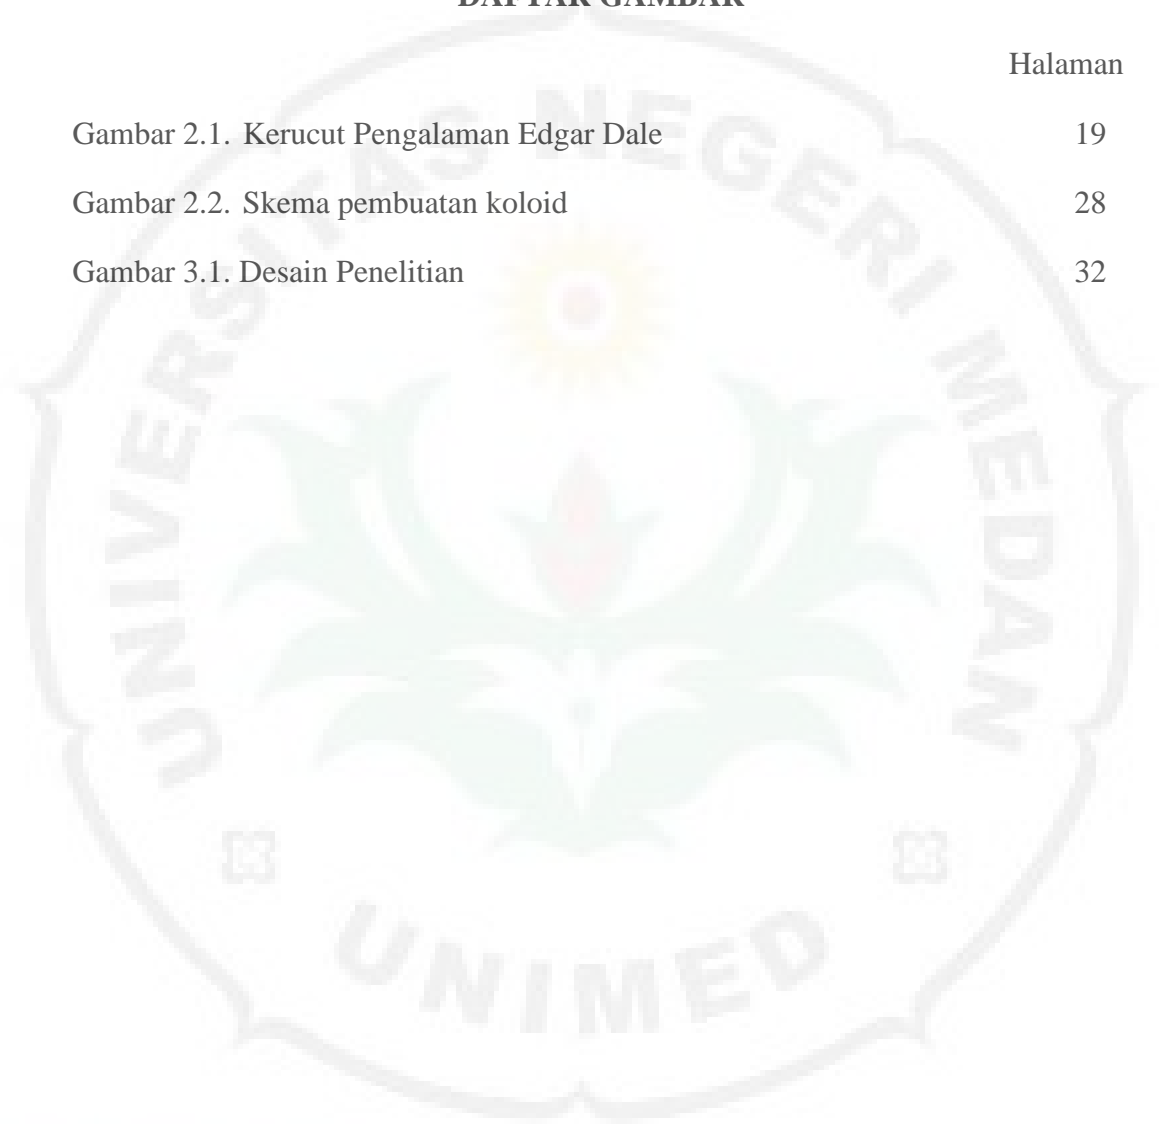 DAFTAR GAMBAR
Halaman
Gambar 2.1. Kerucut Pengalaman Edgar Dale 19
Gambar 2.2. Skema pembuatan koloid 28
Gambar 3.1. Desain Penelitian 32
UNIVERSITAS NEGERI MEDAN
UNIMED